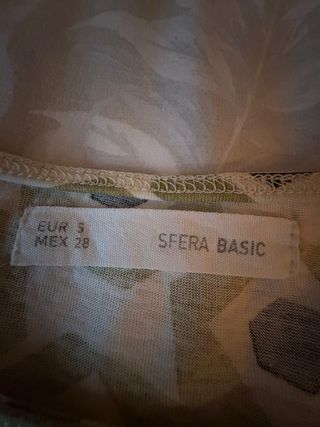 EUR S
MEX 28
SFERA BASIC